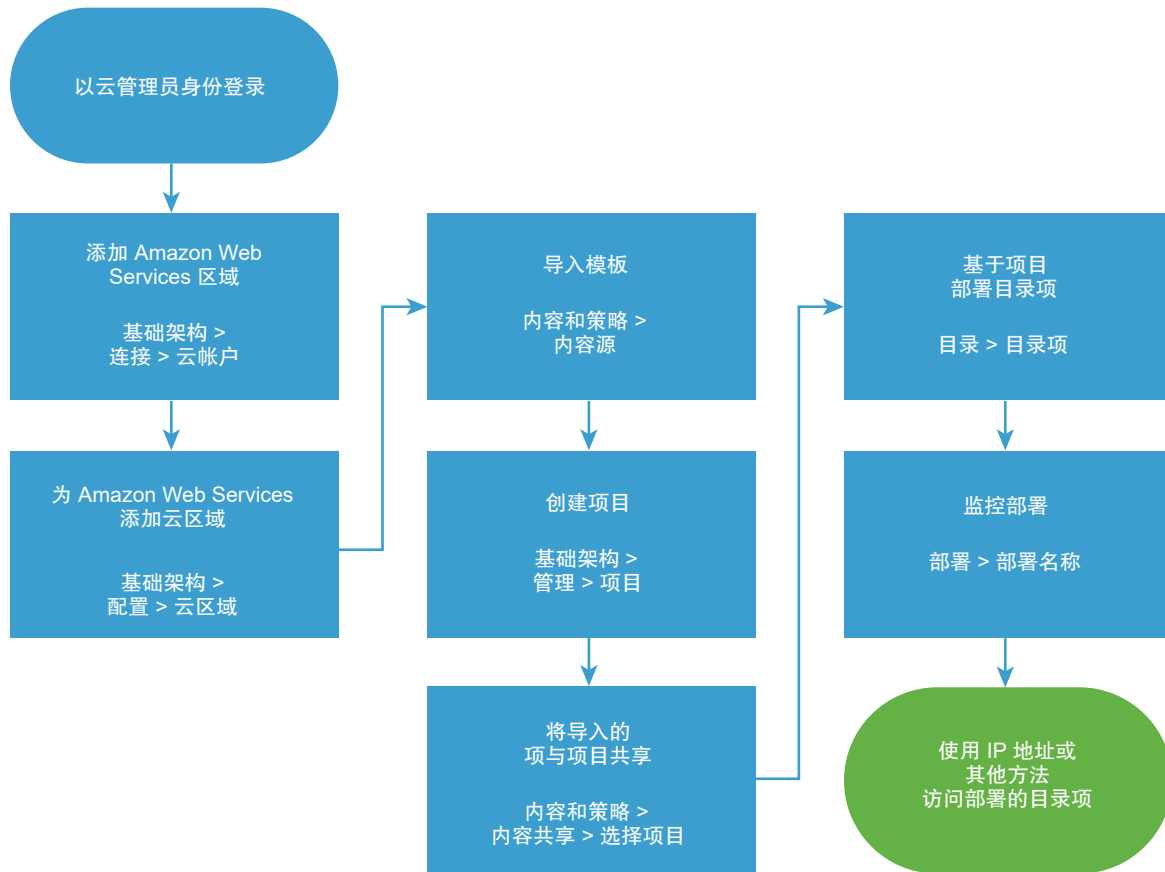 以云管理员身份登录
添加 Amazon Web
Services 区域
基础架构 >
连接 > 云帐户
为 Amazon Web Services
添加云区域
基础架构 >
配置 > 云区域
导入模板
内容和策略 >
内容源
创建项目
基础架构 >
管理 > 项目
将导入的
项与项目共享
内容和策略 >
内容共享 > 选择项目
基于项目
部署目录项
目录 > 目录项
监控部署
部署 > 部署名称
使用 IP 地址或
其他方法
访问部署的目录项